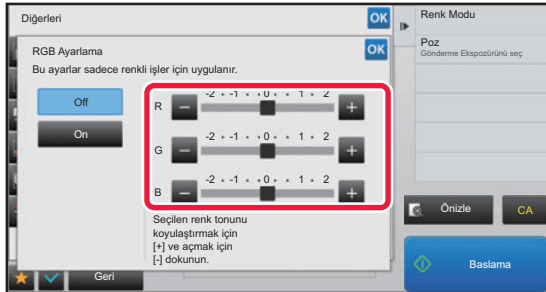 Diğerleri
OK
RGB Ayarlama
OK
Bu ayarlar sadece renkli işler için uygulanır.
Off
On
-2 -1 0 1 2
R - +
-2 -1 0 1 2
G - +
-2 -1 0 1 2
B - +
Seçilen renk tonunu
koyulaştırmak için
[+] ve açmak için
[-] dokunun.
Geri
Renk Modu
Poz
Gönderme Ekspozürünü seç
Önizle
CA
Baslama